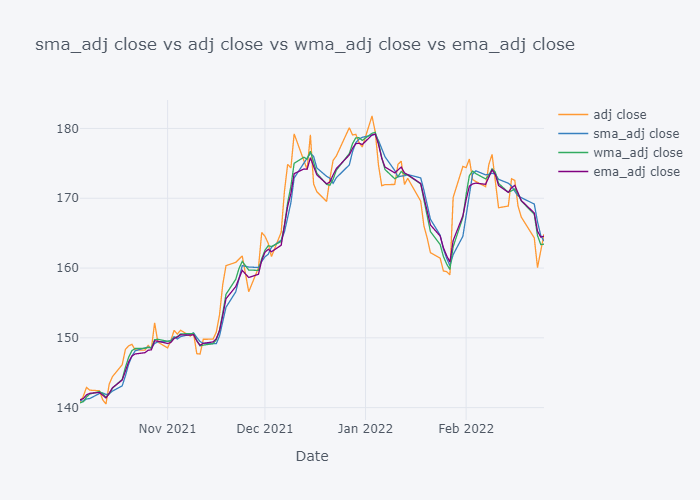 sma_adj close vs adj close vs wma_adj close vs ema_adj close
adj close
sma_adj close
wma_adj close
ema_adj close
180
170
160
150
140
Nov 2021
Dec 2021
Jan 2022
Feb 2022
Date